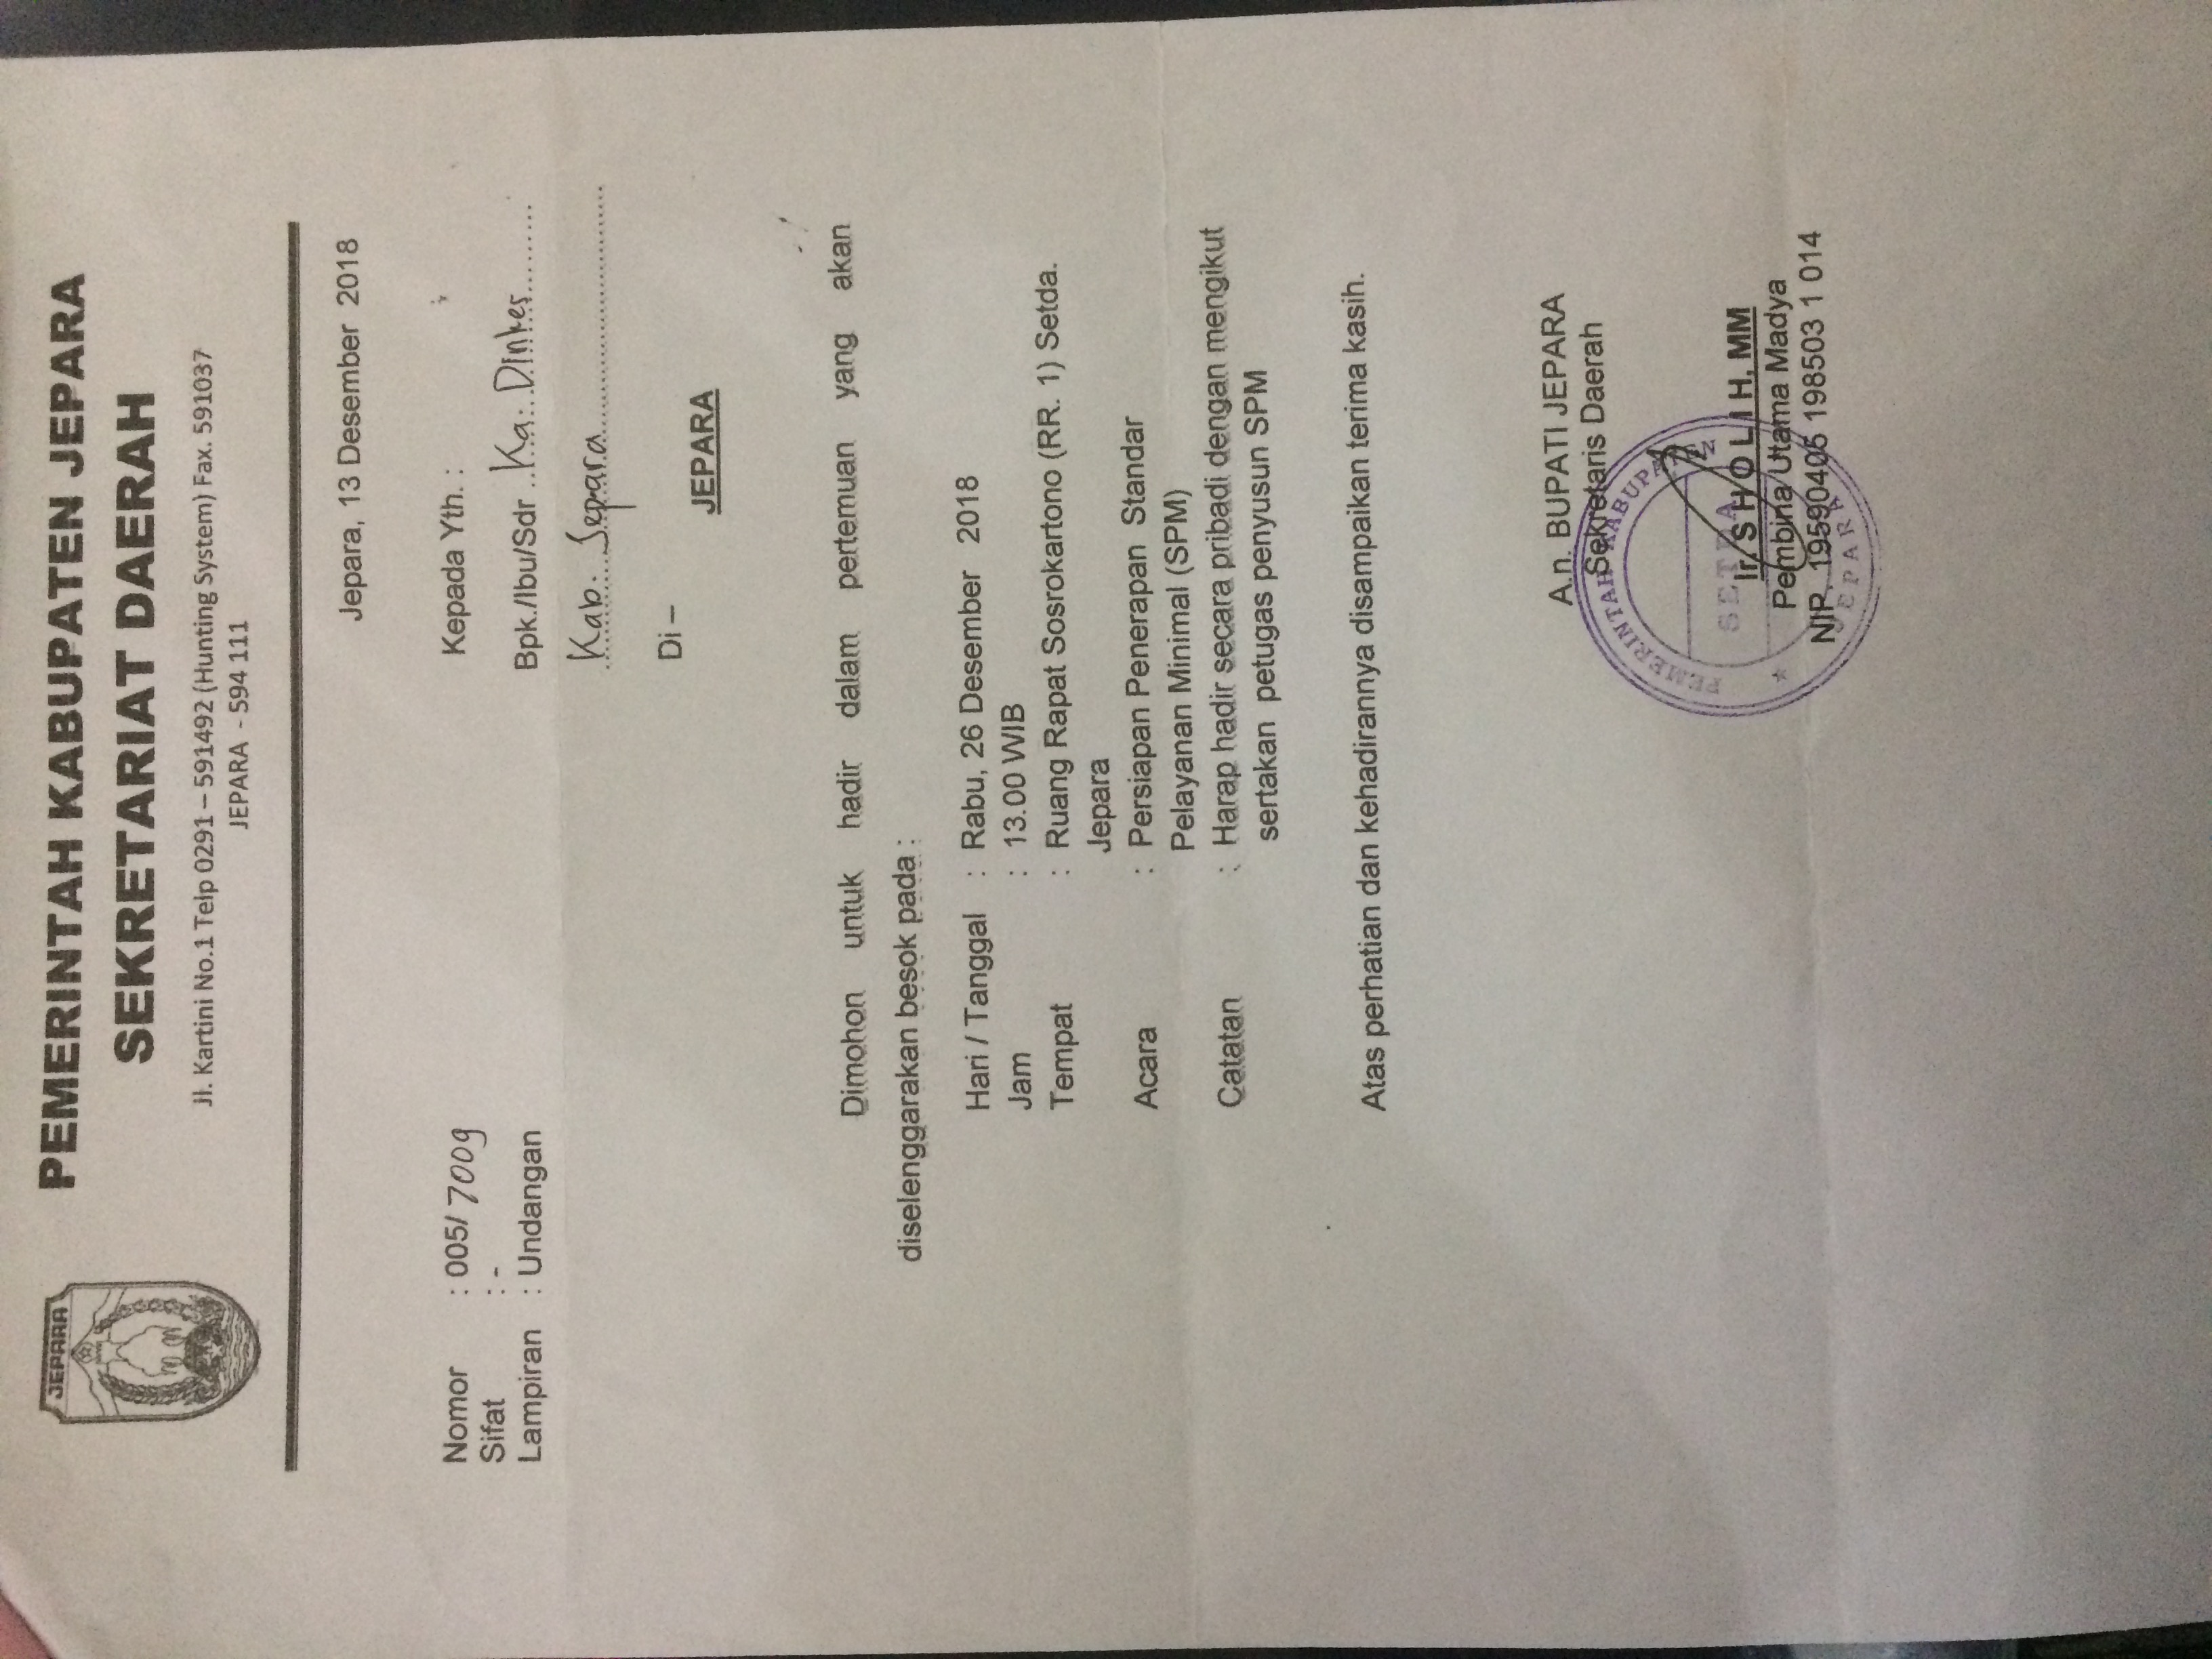 JEPARA
PEMERINTAH KABUPATEN JEPARA
SEKRETARIAT DAERAH
Jl. Kartini No.1 Telp 0291 – 591492 (Hunting System) Fax. 591037
JEPARA - 594 111
Jepara, 13 Desember 2018
Nomor : 005/ 7009
Sifat : -
Lampiran : Undangan
Kepada Yth. :
Bpk./Ibu/Sdr ..Ka. Dinkes..........
Kab. Jepara..............................
Di –
JEPARA
Dimohon untuk hadir dalam pertemuan yang akan
diselenggarakan besok pada :
Hari / Tanggal : Rabu, 26 Desember 2018
Jam : 13.00 WIB
Tempat : Ruang Rapat Sosrokartono (RR. 1) Setda.
Jepara
Acara : Persiapan Penerapan Standar
Pelayanan Minimal (SPM)
Catatan : Harap hadir secara pribadi dengan mengikut
sertakan petugas penyusun SPM
Atas perhatian dan kehadirannya disampaikan terima kasih.
A.n. BUPATI JEPARA
Sekretaris Daerah
PEMERINTAH KABUPATEN
SETDA
JEPARA
Ir. S H O L I H, MM
Pembina Utama Madya
NIP. 19590405 198503 1 014